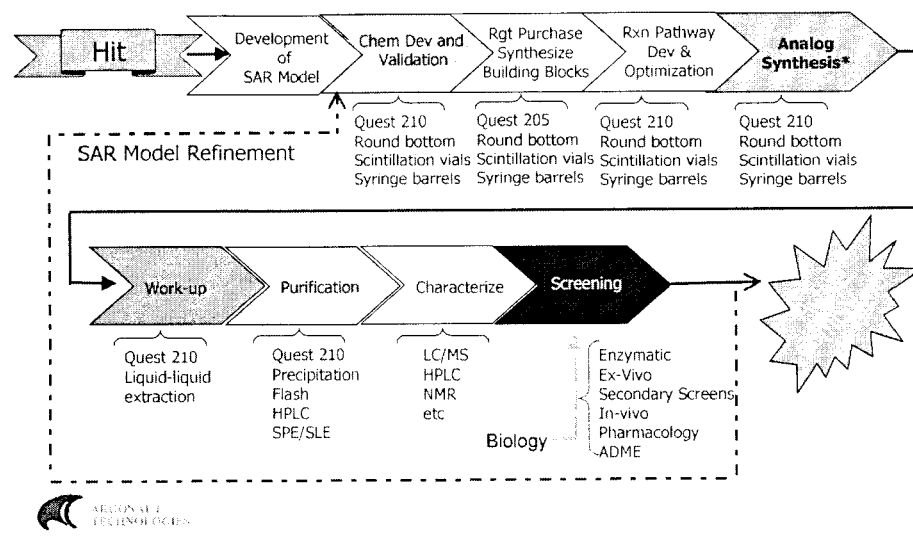 Hit
Development
of
SAR Model
Chem Dev and
Validation
Rgt Purchase
Synthesize
Building Blocks
Rxn Pathway
Dev &
Optimization
Analog
Synthesis*
SAR Model Refinement
Quest 210
Round bottom
Scintillation vials
Syringe barrels
Quest 205
Round bottom
Scintillation vials
Syringe barrels
Quest 210
Round bottom
Scintillation vials
Syringe barrels
Quest 210
Round bottom
Scintillation vials
Syringe barrels
Work-up
Purification
Characterize
Screening
Quest 210
Liquid-liquid
extraction
Quest 210
Precipitation
Flash
HPLC
SPE/SLE
LC/MS
HPLC
NMR
etc
Biology
Enzymatic
Ex-Vivo
Secondary Screens
In-vivo
Pharmacology
ADME
ARGONAUT
TECHNOLOGIES